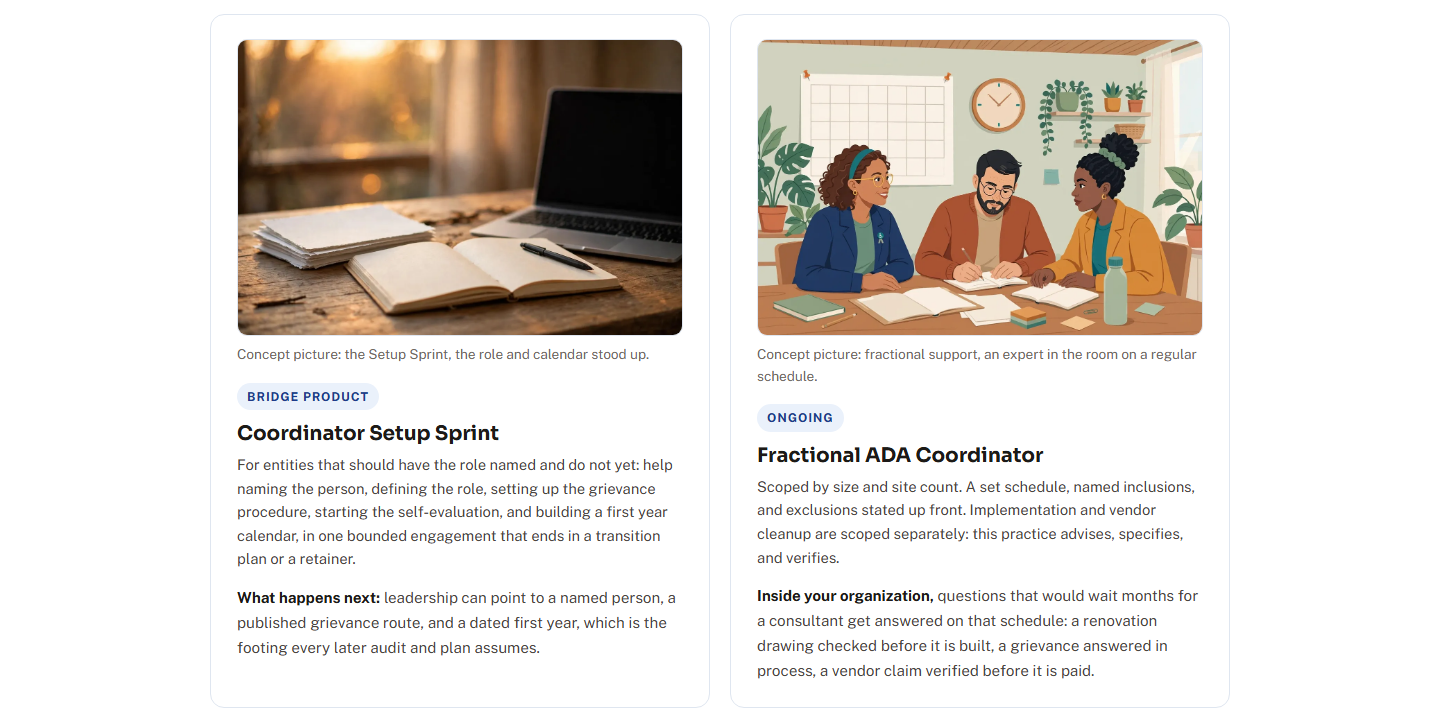 Concept picture: the Setup Sprint, the role and calendar stood up.
BRIDGE PRODUCT
Coordinator Setup Sprint
For entities that should have the role named and do not yet: help
naming the person, defining the role, setting up the grievance
procedure, starting the self-evaluation, and building a first year
calendar, in one bounded engagement that ends in a transition
plan or a retainer.
What happens next: leadership can point to a named person, a
published grievance route, and a dated first year, which is the
footing every later audit and plan assumes.
Concept picture: fractional support, an expert in the room on a regular
schedule.
ONGOING
Fractional ADA Coordinator
Scoped by size and site count. A set schedule, named inclusions,
and exclusions stated up front. Implementation and vendor
cleanup are scoped separately: this practice advises, specifies,
and verifies.
Inside your organization, questions that would wait months for
a consultant get answered on that schedule: a renovation
drawing checked before it is built, a grievance answered in
process, a vendor claim verified before it is paid.